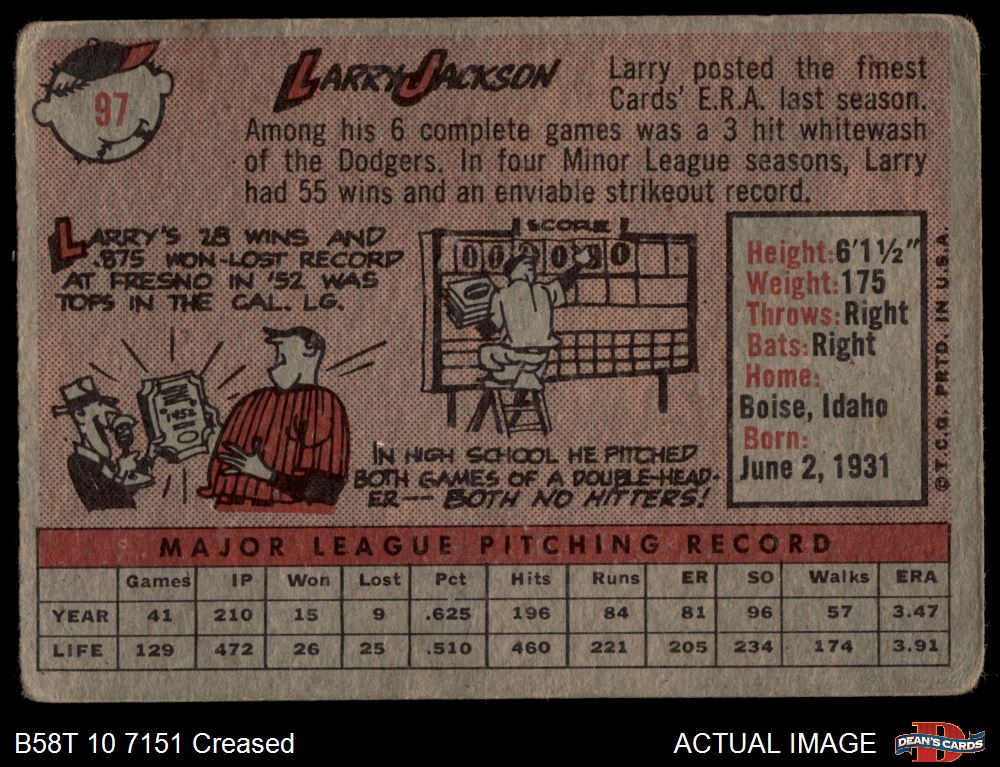 97
LARRY JACKSON
Larry posted the finest
Cards' E.R.A. last season.
Among his 6 complete games was a 3 hit whitewash
of the Dodgers. In four Minor League seasons, Larry
had 55 wins and an enviable strikeout record.
LARRY'S 28 WINS AND
.875 WON-LOST RECORD
AT FRESNO IN '52 WAS
TOPS IN THE CAL. LG.
1952
SCORE
IN HIGH SCHOOL HE PITCHED
BOTH GAMES OF A DOUBLE-HEAD-
ER — BOTH NO HITTERS!
Height: 6'1½"
Weight: 175
Throws: Right
Bats: Right
Home:
Boise, Idaho
Born:
June 2, 1931
© T.C.G. PRTD. IN U.S.A.
MAJOR LEAGUE PITCHING RECORD
Games IP Won Lost Pct Hits Runs ER SO Walks ERA
YEAR 41 210 15 9 .625 196 84 81 96 57 3.47
LIFE 129 472 26 25 .510 460 221 205 234 174 3.91
B58T 10 7151 Creased
ACTUAL IMAGE
D
DEAN'S CARDS